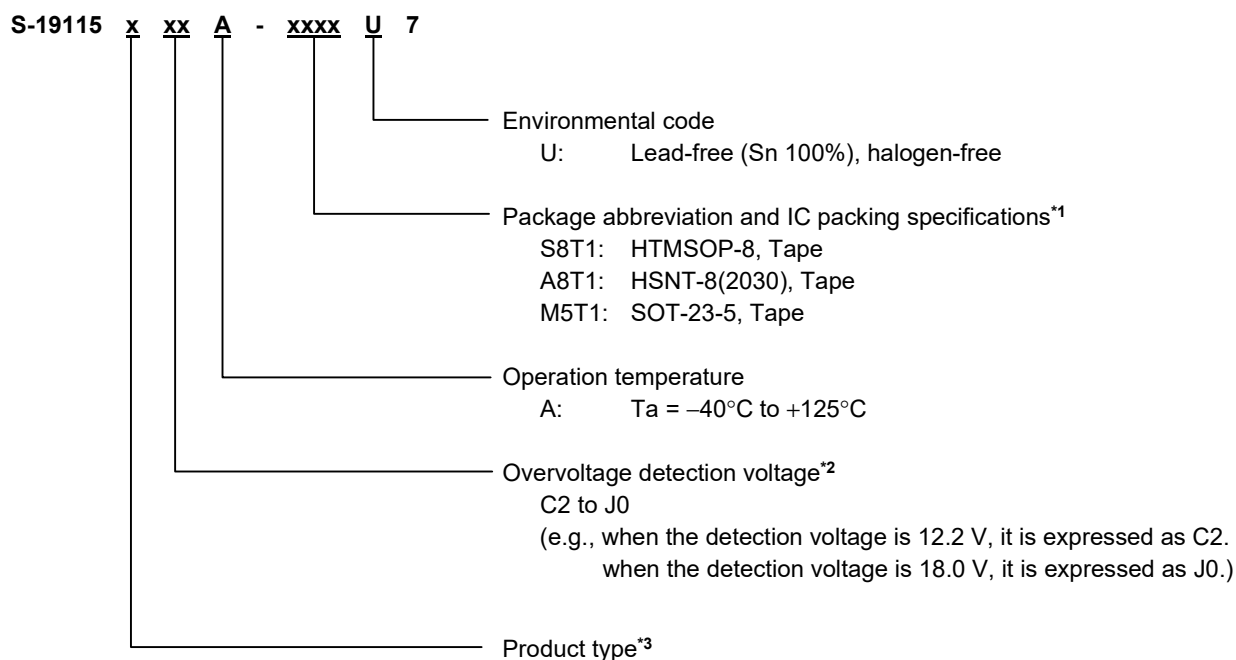 S-19115 x xx A - xxxx U 7
Environmental code
U: Lead-free (Sn 100%), halogen-free
Package abbreviation and IC packing specifications*1
S8T1: HTMSOP-8, Tape
A8T1: HSNT-8(2030), Tape
M5T1: SOT-23-5, Tape
Operation temperature
A: Ta = −40°C to +125°C
Overvoltage detection voltage*2
C2 to J0
(e.g., when the detection voltage is 12.2 V, it is expressed as C2.
when the detection voltage is 18.0 V, it is expressed as J0.)
Product type*3